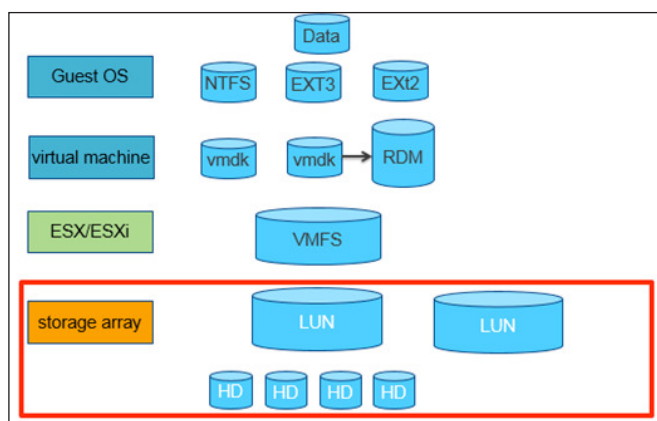 Data
Guest OS
NTFS
EXT3
EXt2
virtual machine
vmdk
vmdk
RDM
ESX/ESXi
VMFS
storage array
LUN
LUN
HD
HD
HD
HD